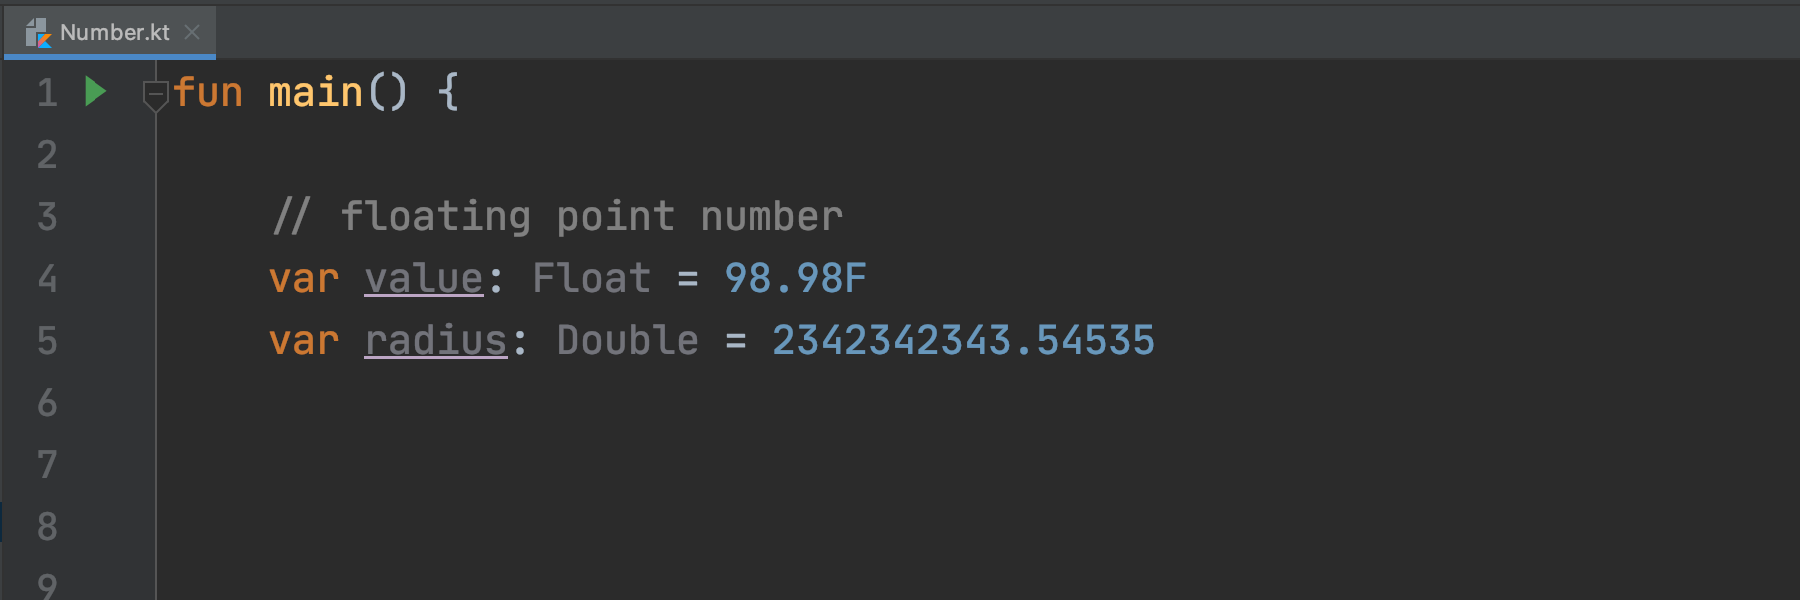 Number.kt
1 fun main() {
2
3 // floating point number
4 var value: Float = 98.98F
5 var radius: Double = 2342342343.54535
6
7
8
9